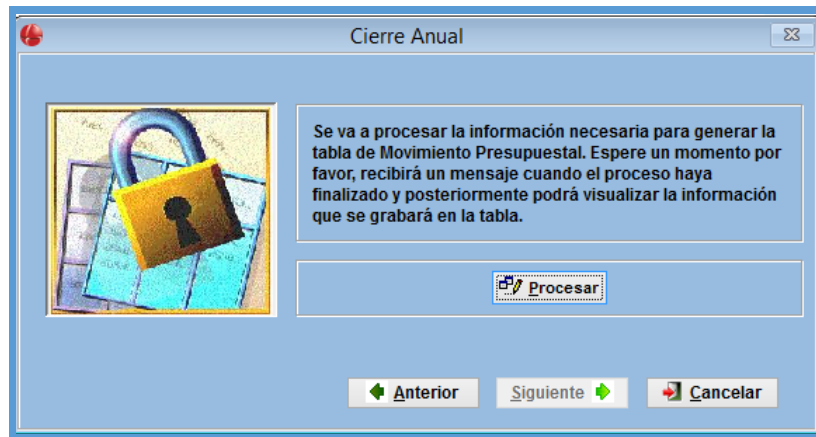 Cierre Anual
Se va a procesar la información necesaria para generar la
tabla de Movimiento Presupuestal. Espere un momento por
favor, recibirá un mensaje cuando el proceso haya
finalizado y posteriormente podrá visualizar la información
que se grabará en la tabla.
Procesar
Anterior Siguiente Cancelar